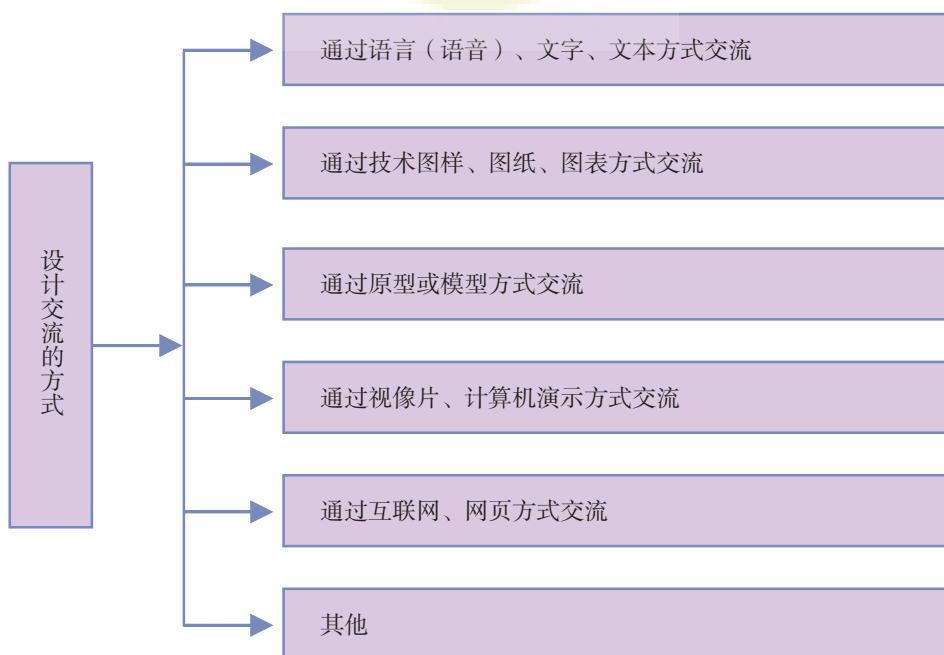 设计交流的方式
通过语言（语音）、文字、文本方式交流
通过技术图样、图纸、图表方式交流
通过原型或模型方式交流
通过视像片、计算机演示方式交流
通过互联网、网页方式交流
其他